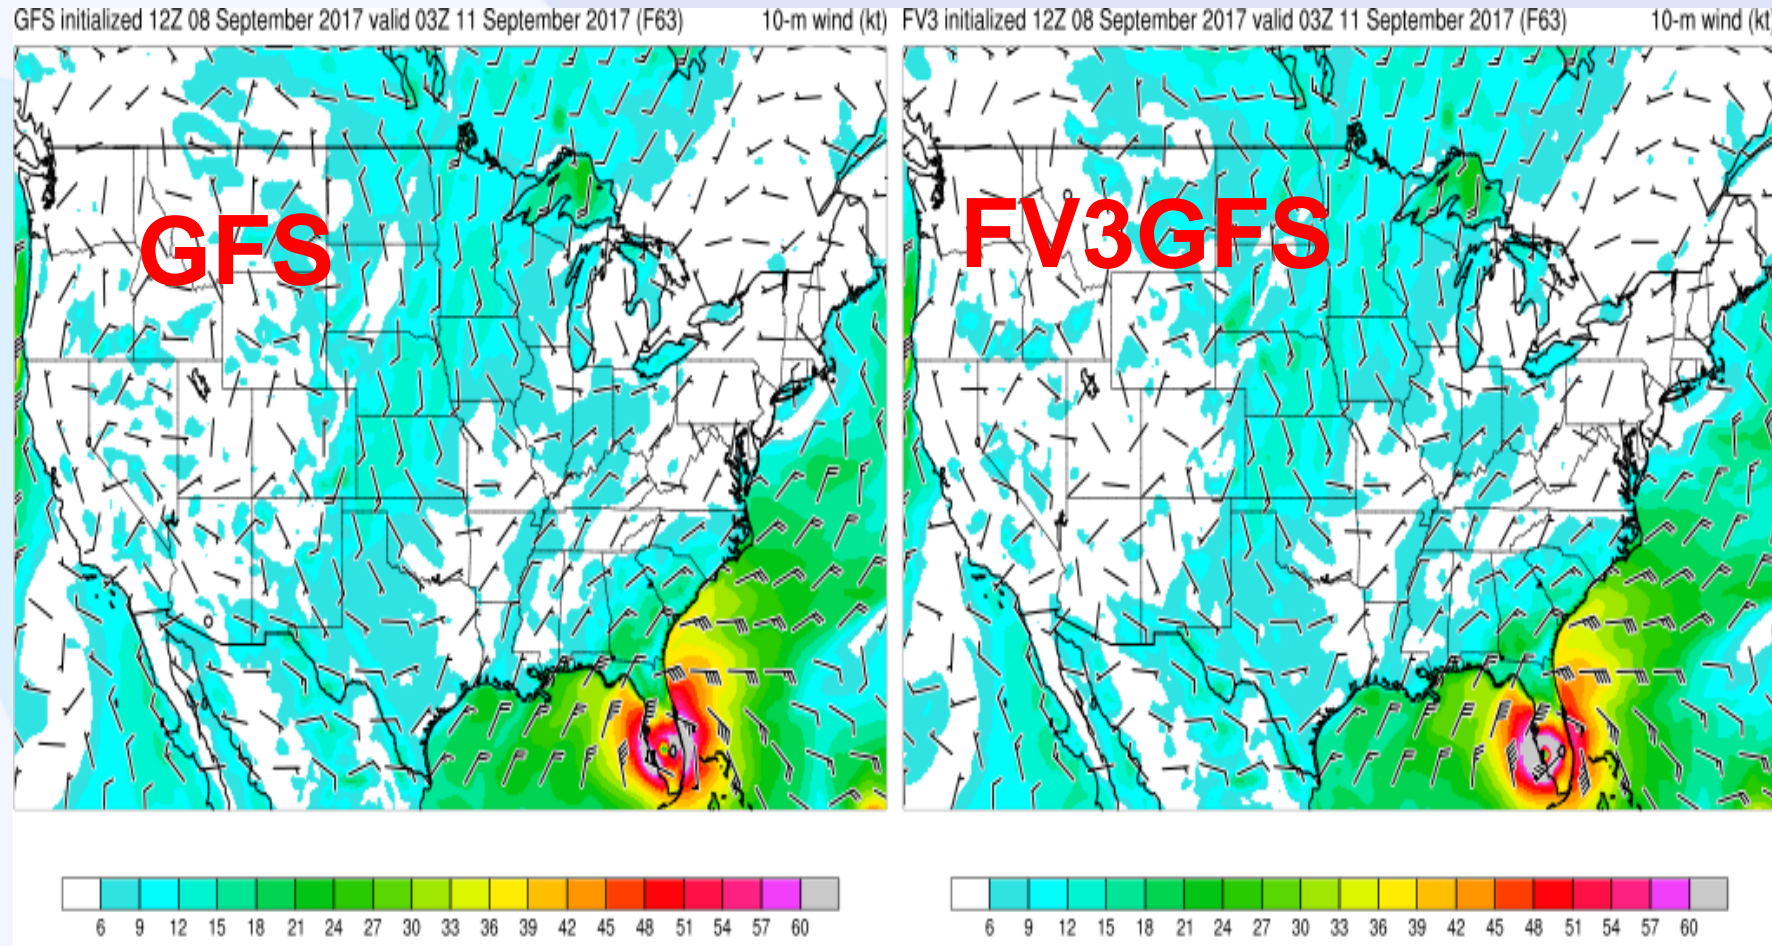 GFS initialized 12Z 08 September 2017 valid 03Z 11 September 2017 (F63) 10-m wind (kt)
FV3 initialized 12Z 08 September 2017 valid 03Z 11 September 2017 (F63) 10-m wind (kt
GFS
FV3GFS
6 9 12 15 18 21 24 27 30 33 36 39 42 45 48 51 54 57 60
6 9 12 15 18 21 24 27 30 33 36 39 42 45 48 51 54 57 60